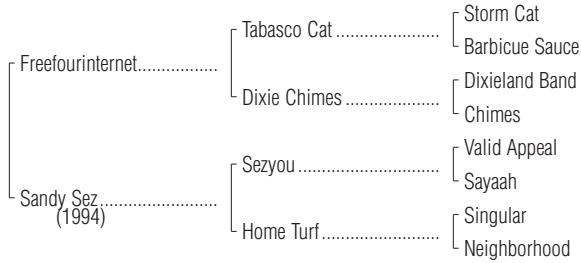 Storm Cat
Tabasco Cat ......................
Barbicue Sauce
Freefourinternet.................
Dixieland Band
Dixie Chimes ....................
Chimes
Valid Appeal
Sezyou ..............................
Sayaah
Sandy Sez.........................
(1994)
Singular
Home Turf .........................
Neighborhood